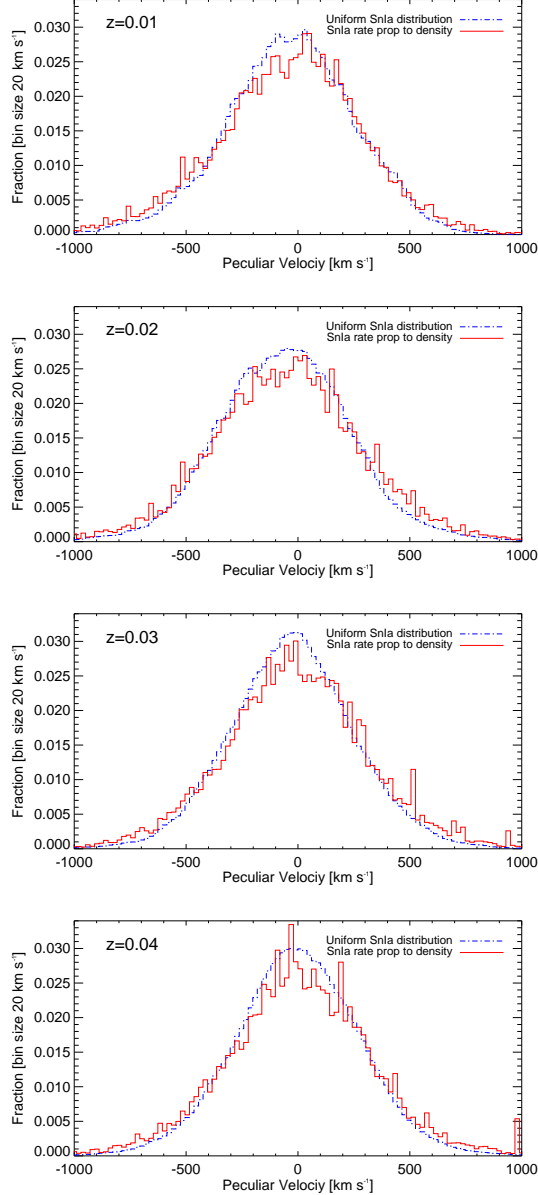 z=0.01
Uniform SnIa distribution
SnIa rate prop to density
0.030
0.025
0.020
0.015
0.010
0.005
0.000
Fraction [bin size 20 km s⁻¹]
-1000 -500 0 500 1000
Peculiar Velociy [km s⁻¹]
z=0.02
Uniform SnIa distribution
SnIa rate prop to density
0.030
0.025
0.020
0.015
0.010
0.005
0.000
Fraction [bin size 20 km s⁻¹]
-1000 -500 0 500 1000
Peculiar Velociy [km s⁻¹]
z=0.03
Uniform SnIa distribution
SnIa rate prop to density
0.030
0.025
0.020
0.015
0.010
0.005
0.000
Fraction [bin size 20 km s⁻¹]
-1000 -500 0 500 1000
Peculiar Velociy [km s⁻¹]
z=0.04
Uniform SnIa distribution
SnIa rate prop to density
0.030
0.025
0.020
0.015
0.010
0.005
0.000
Fraction [bin size 20 km s⁻¹]
-1000 -500 0 500 1000
Peculiar Velociy [km s⁻¹]